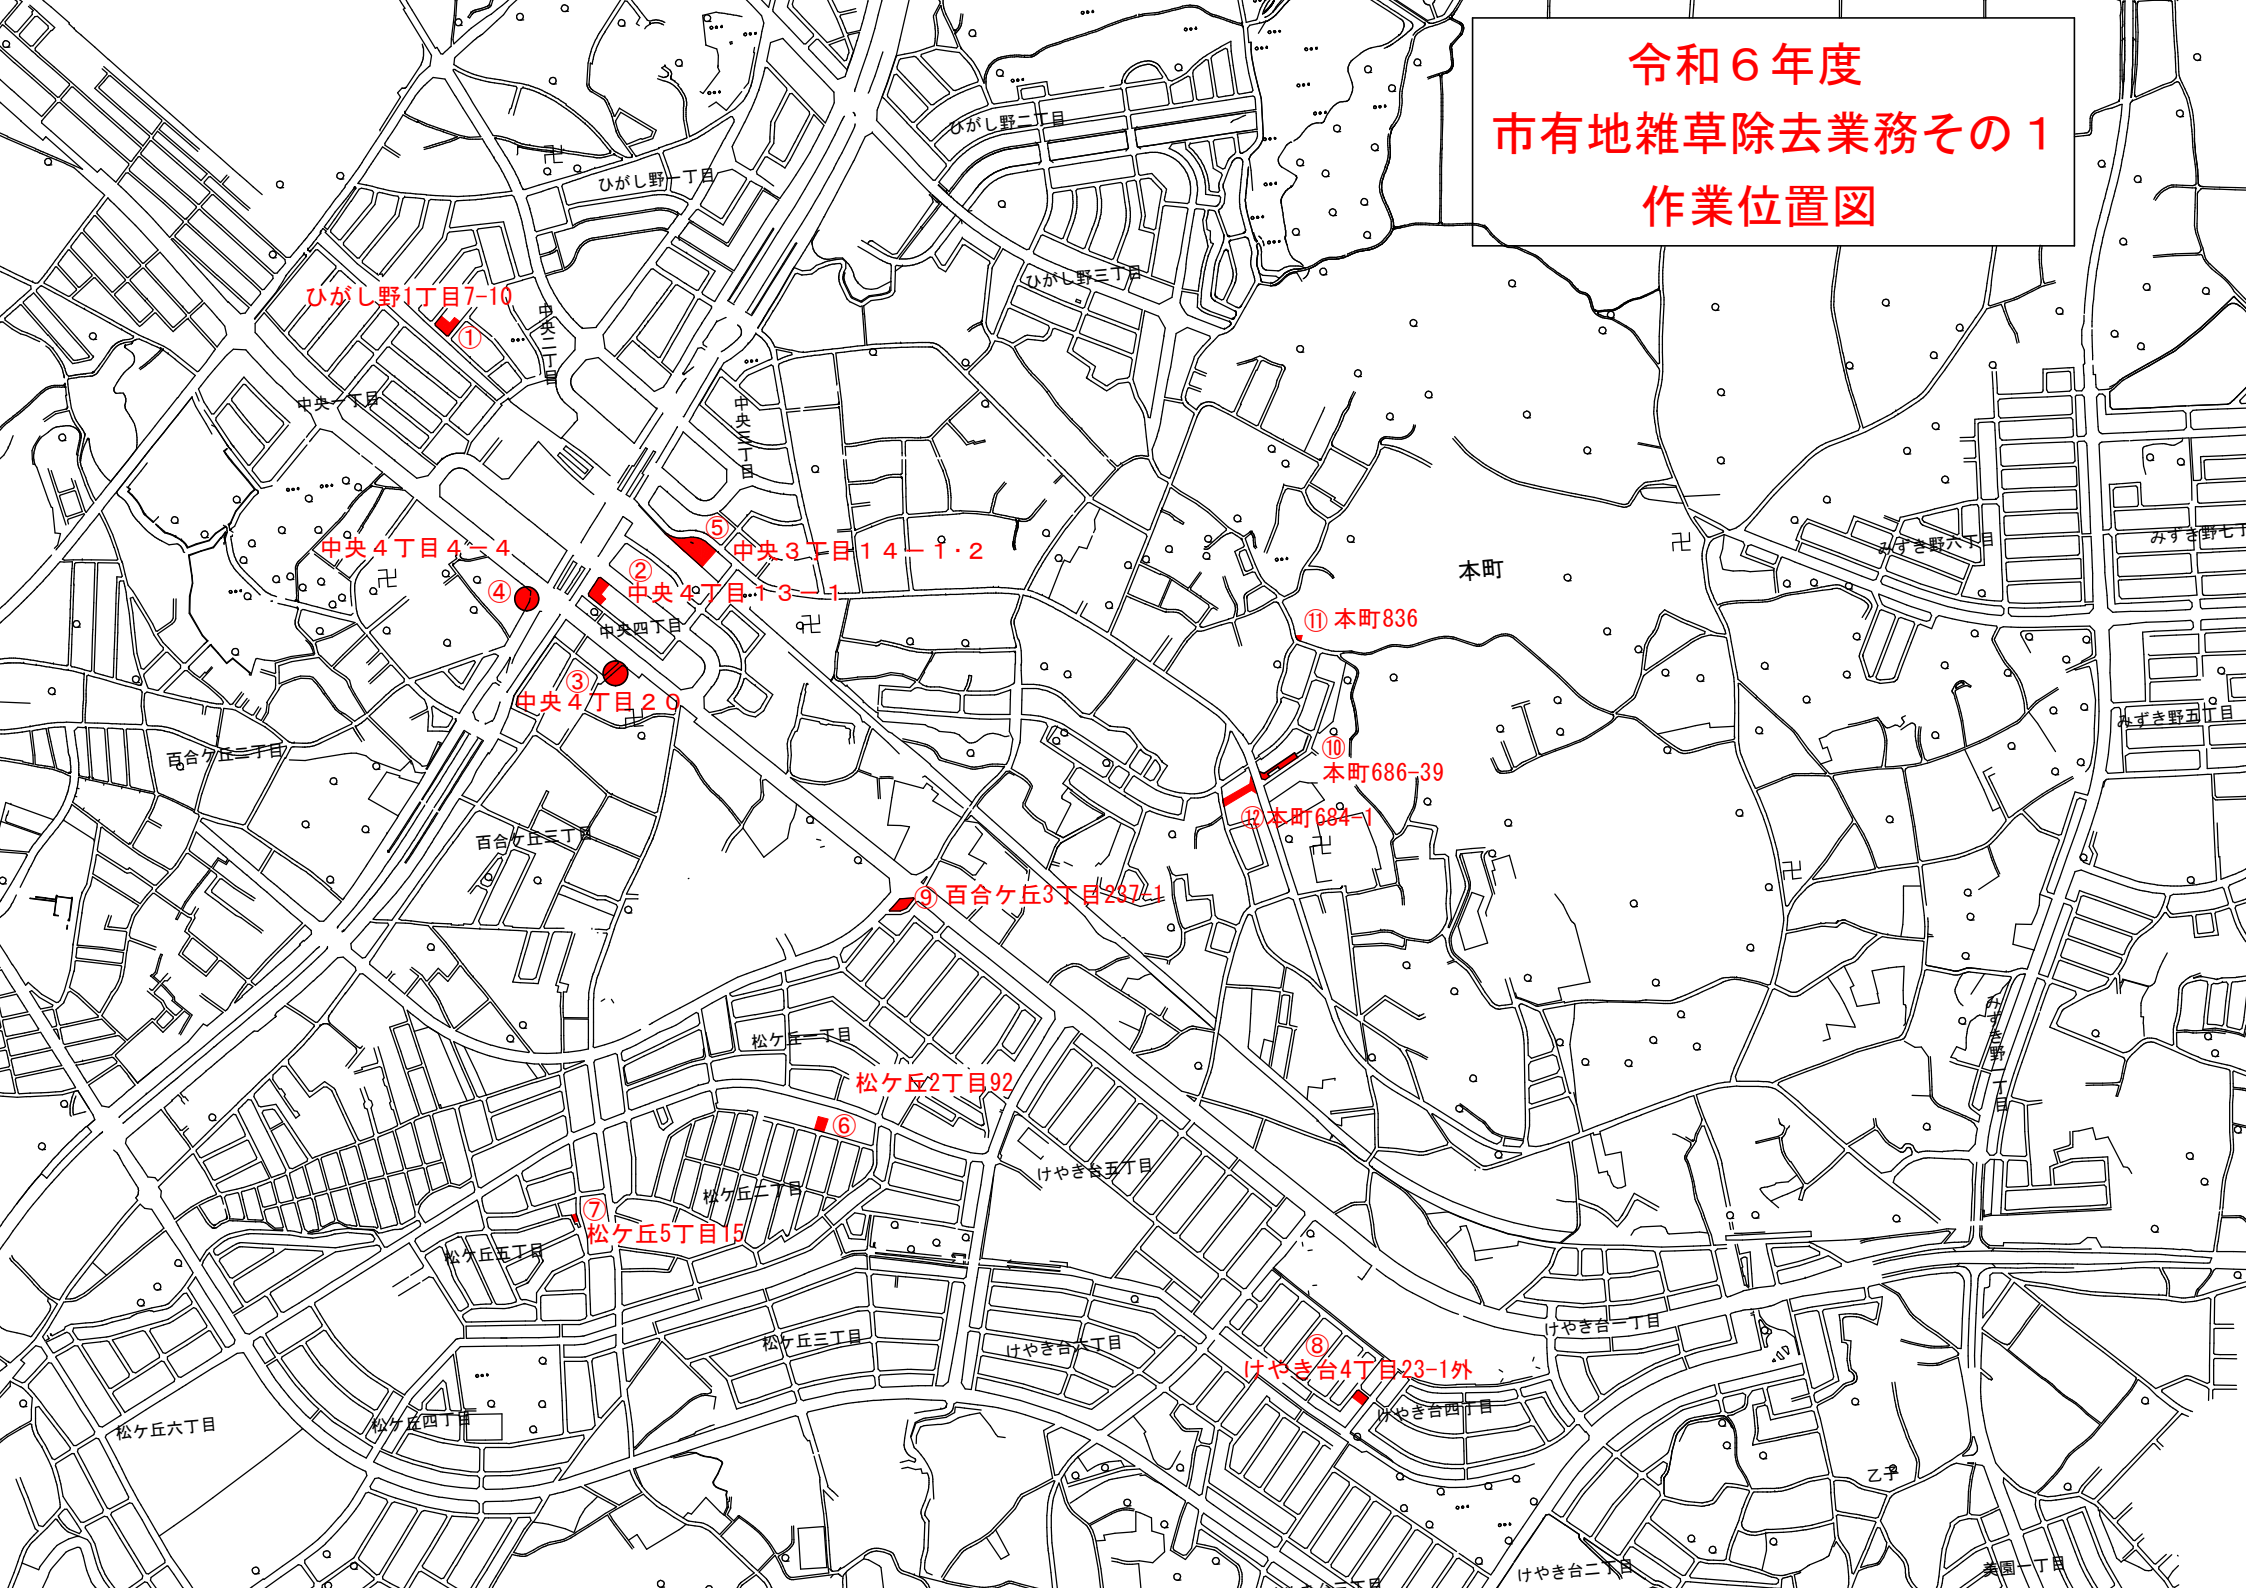 令和６年度
市有地雑草除去業務その１
作業位置図
ひがし野二丁目
ひがし野一丁目
ひがし野三丁目
ひがし野1丁目7-10
①
中央二丁目
中央一丁目
中央三丁目
⑤
中央３丁目１４－１・２
中央４丁目４－４
④
②
中央４丁目１３－１
中央四丁目
③
中央４丁目２０
本町
みずき野六丁目
みずき野七丁
⑪本町836
みずき野五丁目
⑩
本町686-39
⑫本町684-1
百合ケ丘二丁目
百合ケ丘三丁目
⑨百合ケ丘3丁目237-1
松ケ丘一丁目
松ケ丘2丁目92
⑥
けやき台五丁目
松ケ丘二丁目
⑦
松ケ丘5丁目15
松ケ丘五丁目
松ケ丘三丁目
けやき台六丁目
けやき台一丁目
⑧
けやき台4丁目23-1外
けやき台四丁目
松ケ丘四丁目
松ケ丘六丁目
乙子
けやき台二丁目
美園一丁目